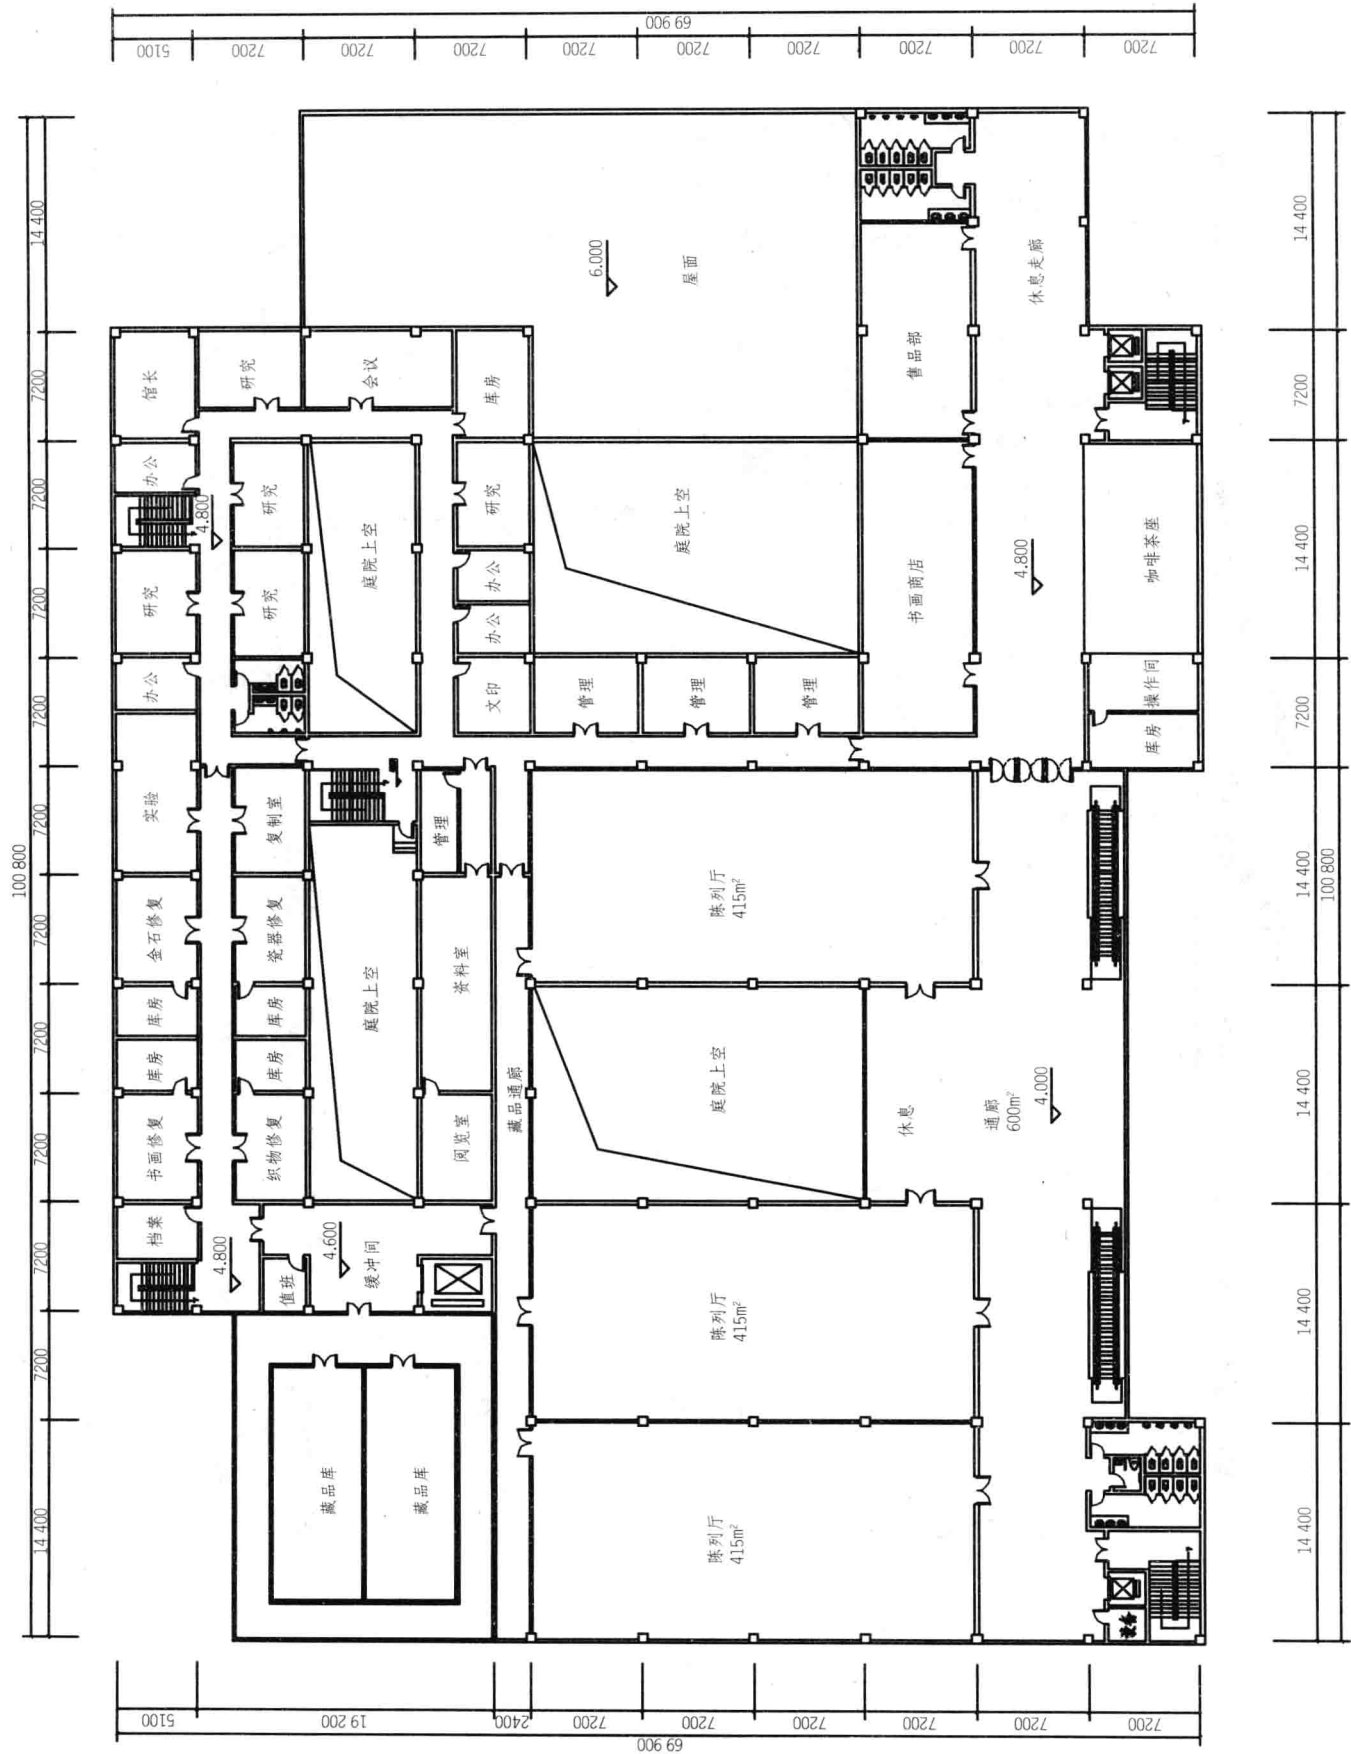 69 900
5100
7200
7200
7200
7200
7200
7200
7200
7200
7200
100 800
14 400
7200
7200
7200
7200
7200
7200
7200
7200
7200
7200
14 400
14 400
7200
14 400
7200
14 400
14 400
14 400
14 400
100 800
屋面
6.000
休息走廊
售品部
馆长
研究
会议
库房
办公
4.800
研究
研究
庭院上空
庭院上空
研究
研究
办公
办公
书画商店
4.800
咖啡茶座
办公
文印
管理
管理
管理
操作间
库房
实验
复制室
管理
陈列厅
415m²
金石修复
瓷器修复
资料室
庭院上空
库房
库房
库房
库房
藏品通廊
庭院上空
休息
通廊
600m²
4.000
书画修复
织物修复
阅览室
档案
4.800
4.600
缓冲间
值班
陈列厅
415m²
藏品库
藏品库
陈列厅
415m²
设备
5100
19 200
2400
7200
7200
7200
7200
7200
7200
69 900